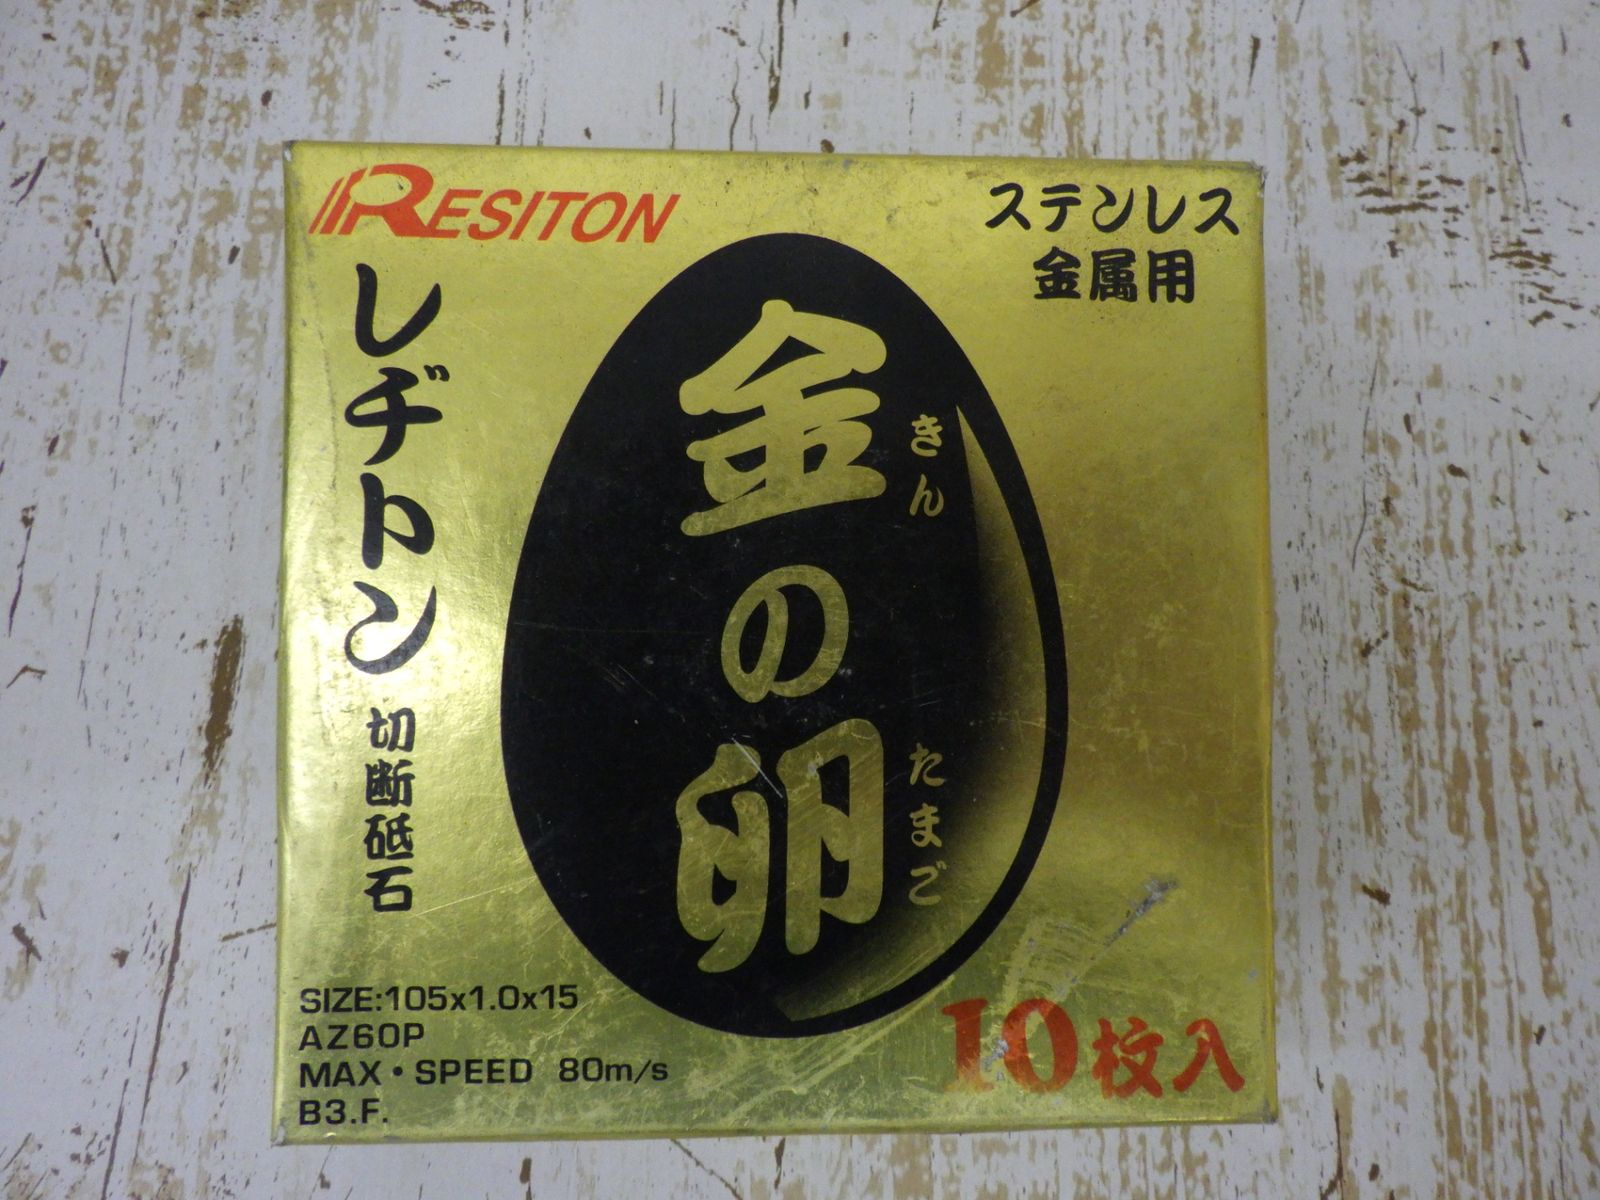 RESITON
ステンレス
金属用
レヂトン 切断砥石
金の卵
きん
たまご
SIZE:105x1.0x15
AZ60P
MAX・SPEED 80m/s
B3.F.
10枚入